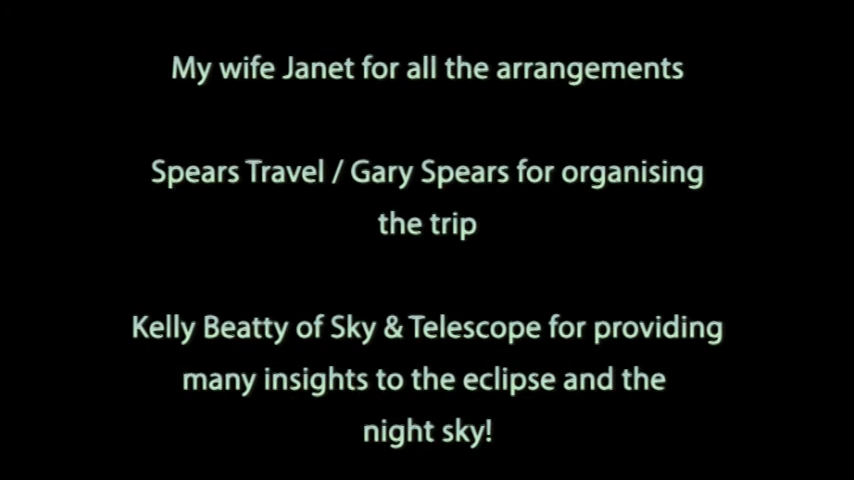 My wife Janet for all the arrangements
Spears Travel / Gary Spears for organising
the trip
Kelly Beatty of Sky & Telescope for providing
many insights to the eclipse and the
night sky!